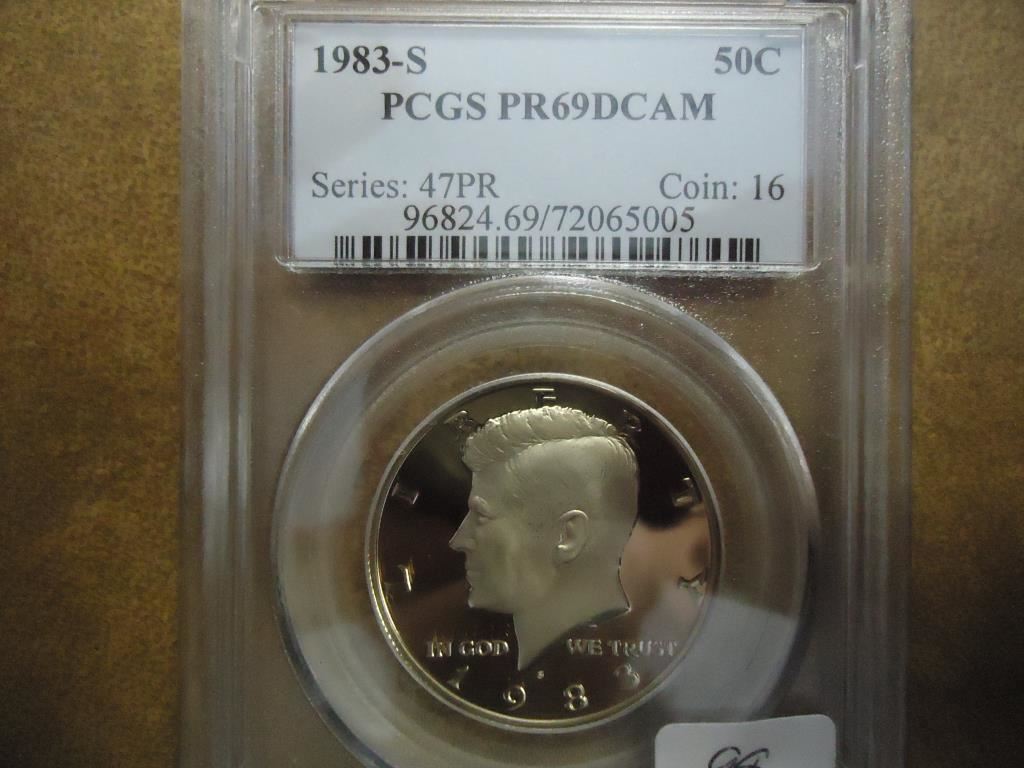 1983-S 50C
PCGS PR69DCAM
Series: 47PR Coin: 16
96824.69/72065005
LIBERTY
IN GOD WE TRUST
S
1983